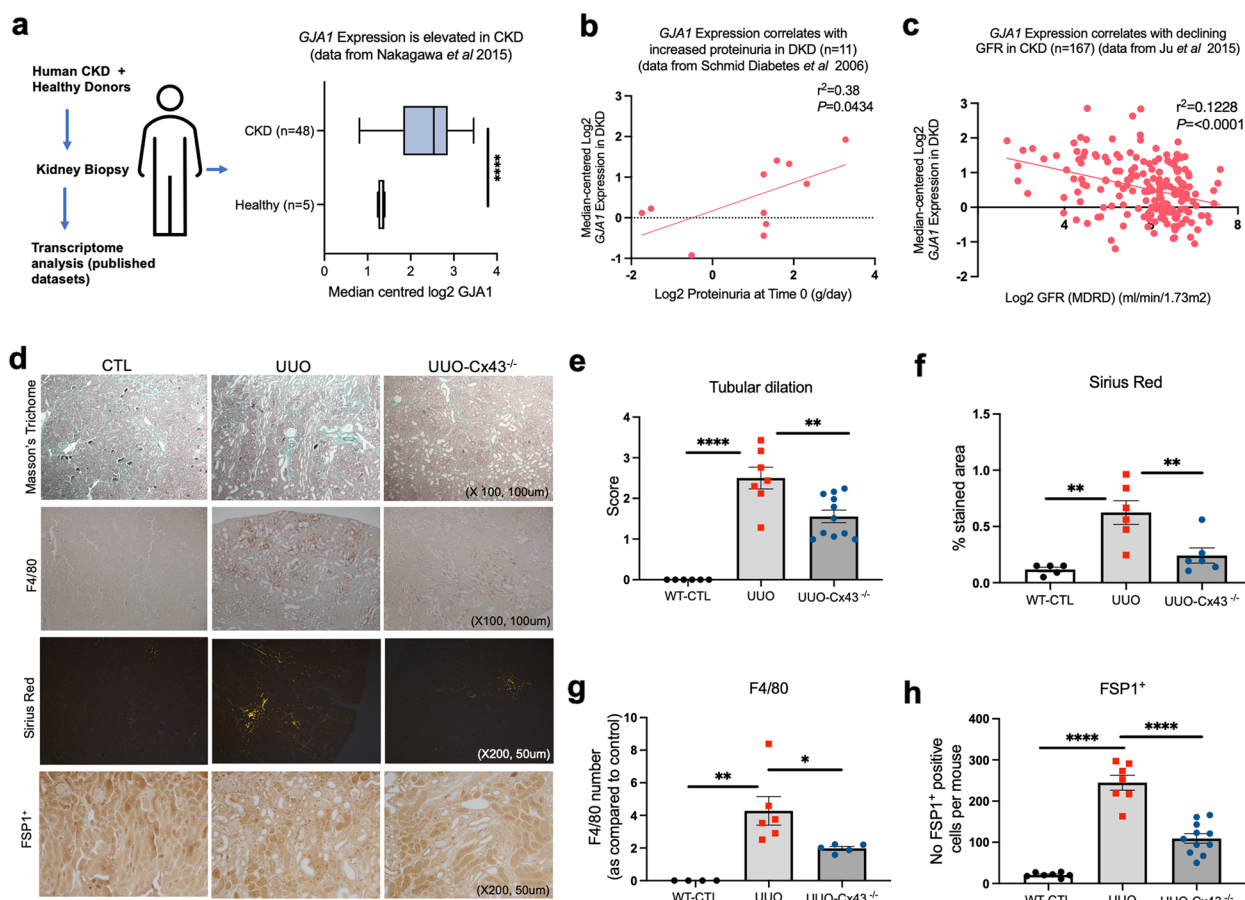 a
GJA1 Expression is elevated in CKD
(data from Nakagawa et al 2015)
Human CKD +
Healthy Donors
Kidney Biopsy
Transcriptome
analysis (published
datasets)
CKD (n=48)
Healthy (n=5)
****
0 1 2 3 4
Median centred log2 GJA1
b
GJA1 Expression correlates with
increased proteinuria in DKD (n=11)
(data from Schmid Diabetes et al 2006)
r2=0.38
P=0.0434
Median-centered Log2
GJA1 Expression in DKD
3
2
1
0
-1
-2 0 2 4
Log2 Proteinuria at Time 0 (g/day)
c
GJA1 Expression correlates with declining
GFR in CKD (n=167) (data from Ju et al 2015)
r2=0.1228
P=<0.0001
Median-centered Log2
GJA1 Expression in DKD
3
2
1
0
-1
-2
4 6 8
Log2 GFR (MDRD) (ml/min/1.73m2)
d
CTL UUO UUO-Cx43-/-
Masson's Trichome
(X 100, 100um)
F4/80
(X100, 100um)
Sirius Red
(X200, 50um)
FSP1+
(X200, 50um)
e
Tubular dilation
Score
4
3
2
1
0
**** **
WT-CTL UUO UUO-Cx43 -/-
f
Sirius Red
% stained area
1.5
1.0
0.5
0.0
** **
WT-CTL UUO UUO-Cx43 -/-
g
F4/80
F4/80 number
(as compared to control)
10
8
6
4
2
0
** *
WT-CTL UUO UUO-Cx43-/-
h
FSP1+
No FSP1+ positive
cells per mouse
400
300
200
100
0
**** ****
WT-CTL UUO UUO-Cx43-/-